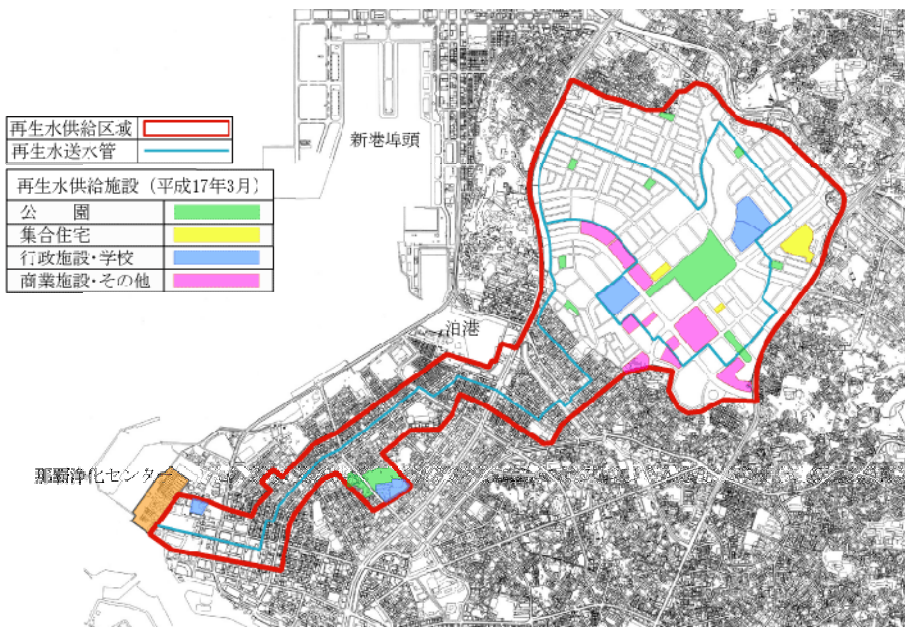 再生水供給区域
再生水送水管
再生水供給施設（平成17年3月）
公　園
集合住宅
行政施設・学校
商業施設・その他
新港埠頭
泊港
那覇浄化センター